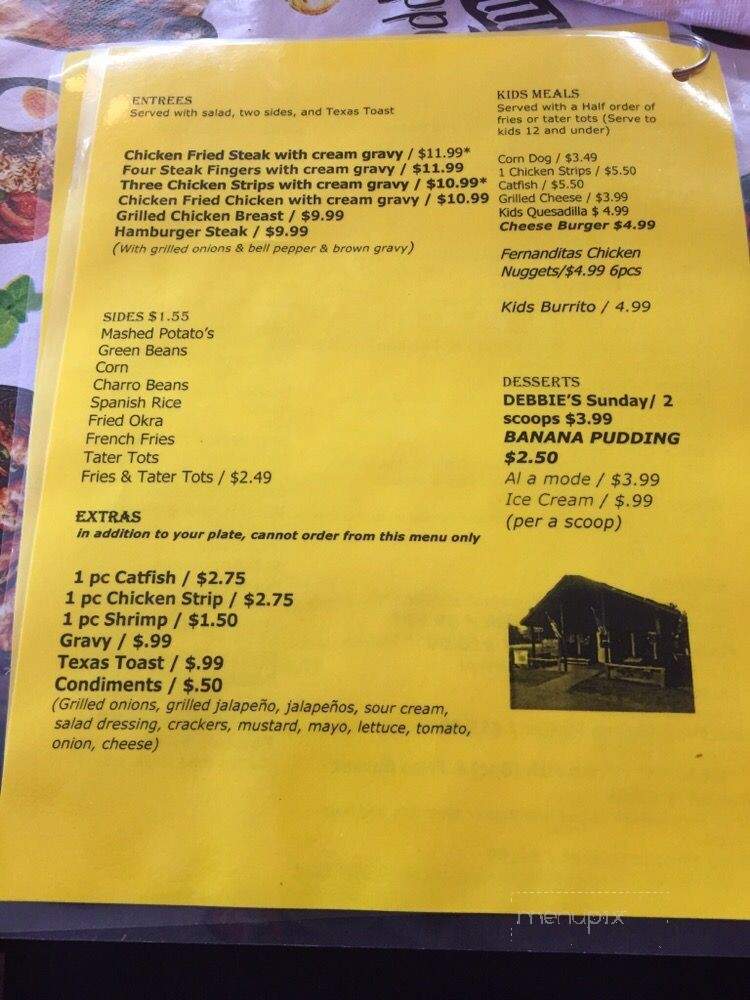 ENTREES
Served with salad, two sides, and Texas Toast
Chicken Fried Steak with cream gravy / $11.99*
Four Steak Fingers with cream gravy / $11.99
Three Chicken Strips with cream gravy / $10.99*
Chicken Fried Chicken with cream gravy / $10.99
Grilled Chicken Breast / $9.99
Hamburger Steak / $9.99
(With grilled onions & bell pepper & brown gravy)
SIDES $1.55
Mashed Potato's
Green Beans
Corn
Charro Beans
Spanish Rice
Fried Okra
French Fries
Tater Tots
Fries & Tater Tots / $2.49
EXTRAS
in addition to your plate, cannot order from this menu only
1 pc Catfish / $2.75
1 pc Chicken Strip / $2.75
1 pc Shrimp / $1.50
Gravy / $.99
Texas Toast / $.99
Condiments / $.50
(Grilled onions, grilled jalapeño, jalapeños, sour cream,
salad dressing, crackers, mustard, mayo, lettuce, tomato,
onion, cheese)
KIDS MEALS
Served with a Half order of
fries or tater tots (Serve to
kids 12 and under)
Corn Dog / $3.49
1 Chicken Strips / $5.50
Catfish / $5.50
Grilled Cheese / $3.99
Kids Quesadilla $ 4.99
Cheese Burger $4.99
Fernanditas Chicken
Nuggets/$4.99 6pcs
Kids Burrito / 4.99
DESSERTS
DEBBIE'S Sunday/ 2
scoops $3.99
BANANA PUDDING
$2.50
Al a mode / $3.99
Ice Cream / $.99
(per a scoop)
menupix